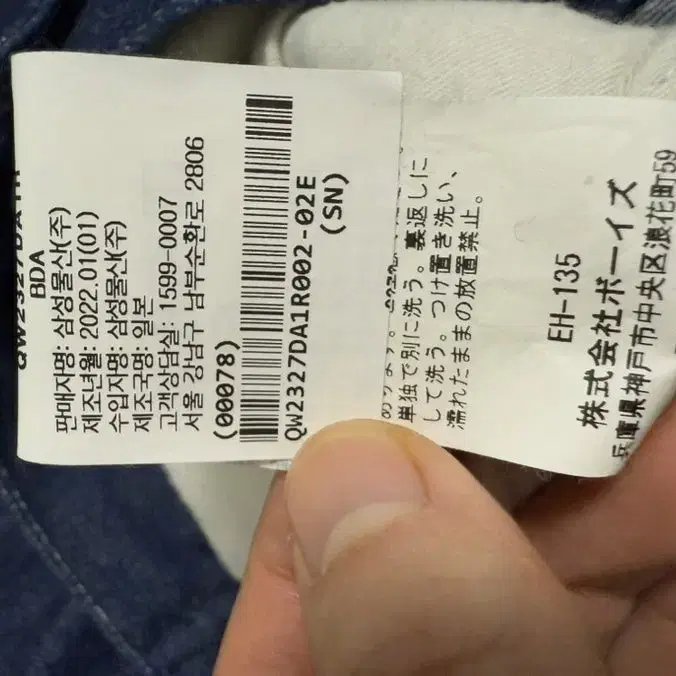 BDA
판매자명: 삼성물산(주)
제조년월: 2022.01(01)
수입자명: 삼성물산(주)
제조국명: 일본
고객상담실: 1599-0007
서울 강남구 남부순환로 2806
(00078)
QW2327DA1R002-02E
(SN)
単独で別に洗う。裏返しに
して洗う。つけ置き洗い、
濡れたままの放置禁止。
EH-135
株式会社ボーイズ
兵庫県神戸市中央区浪花町59